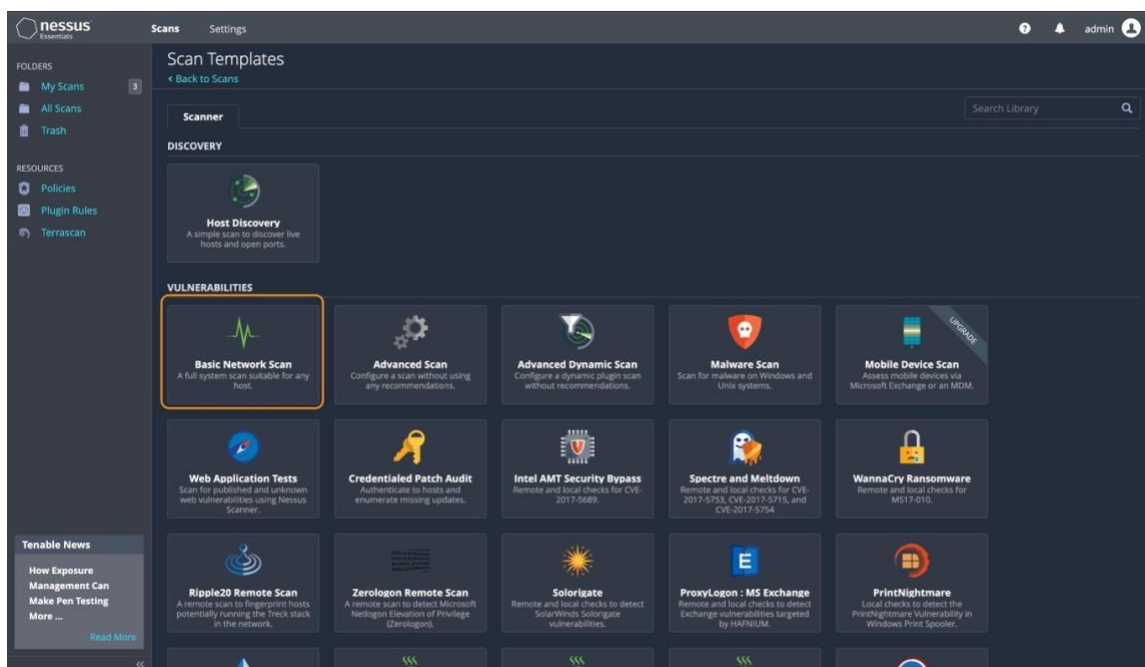 nessus
Essentials
Scans
Settings
admin
FOLDERS
My Scans
3
All Scans
Trash
RESOURCES
Policies
Plugin Rules
Terrascan
Tenable News
How Exposure
Management Can
Make Pen Testing
More ...
Read More
Scan Templates
Back to Scans
Scanner
Search Library
DISCOVERY
Host Discovery
A simple scan to discover live
hosts and open ports.
VULNERABILITIES
Basic Network Scan
A full system scan suitable for any
host.
Advanced Scan
Configure a scan without using
any recommendations.
Advanced Dynamic Scan
Configure a dynamic plugin scan
without recommendations.
Malware Scan
Scan for malware on Windows and
Unix systems.
UPGRADE
Mobile Device Scan
Assess mobile devices via
Microsoft Exchange or an MDM.
Web Application Tests
Scan for published and unknown
web vulnerabilities using Nessus
Scanner.
Credentialed Patch Audit
Authenticate to hosts and
enumerate missing updates.
Intel AMT Security Bypass
Remote and local checks for CVE-
2017-5689.
Spectre and Meltdown
Remote and local checks for CVE-
2017-5753, CVE-2017-5715, and
CVE-2017-5754
WannaCry Ransomware
Remote and local checks for
MS17-010.
Ripple20 Remote Scan
A remote scan to fingerprint hosts
potentially running the Treck stack
in the network.
Zerologon Remote Scan
A remote scan to detect Microsoft
Netlogon Elevation of Privilege
(Zerologon).
Solorigate
Remote and local checks to detect
SolarWinds Solorigate
vulnerabilities.
E
ProxyLogon : MS Exchange
Remote and local checks to detect
Exchange vulnerabilities targeted
by HAFNIUM.
PrintNightmare
Local checks to detect the
PrintNightmare Vulnerability in
Windows Print Spooler.